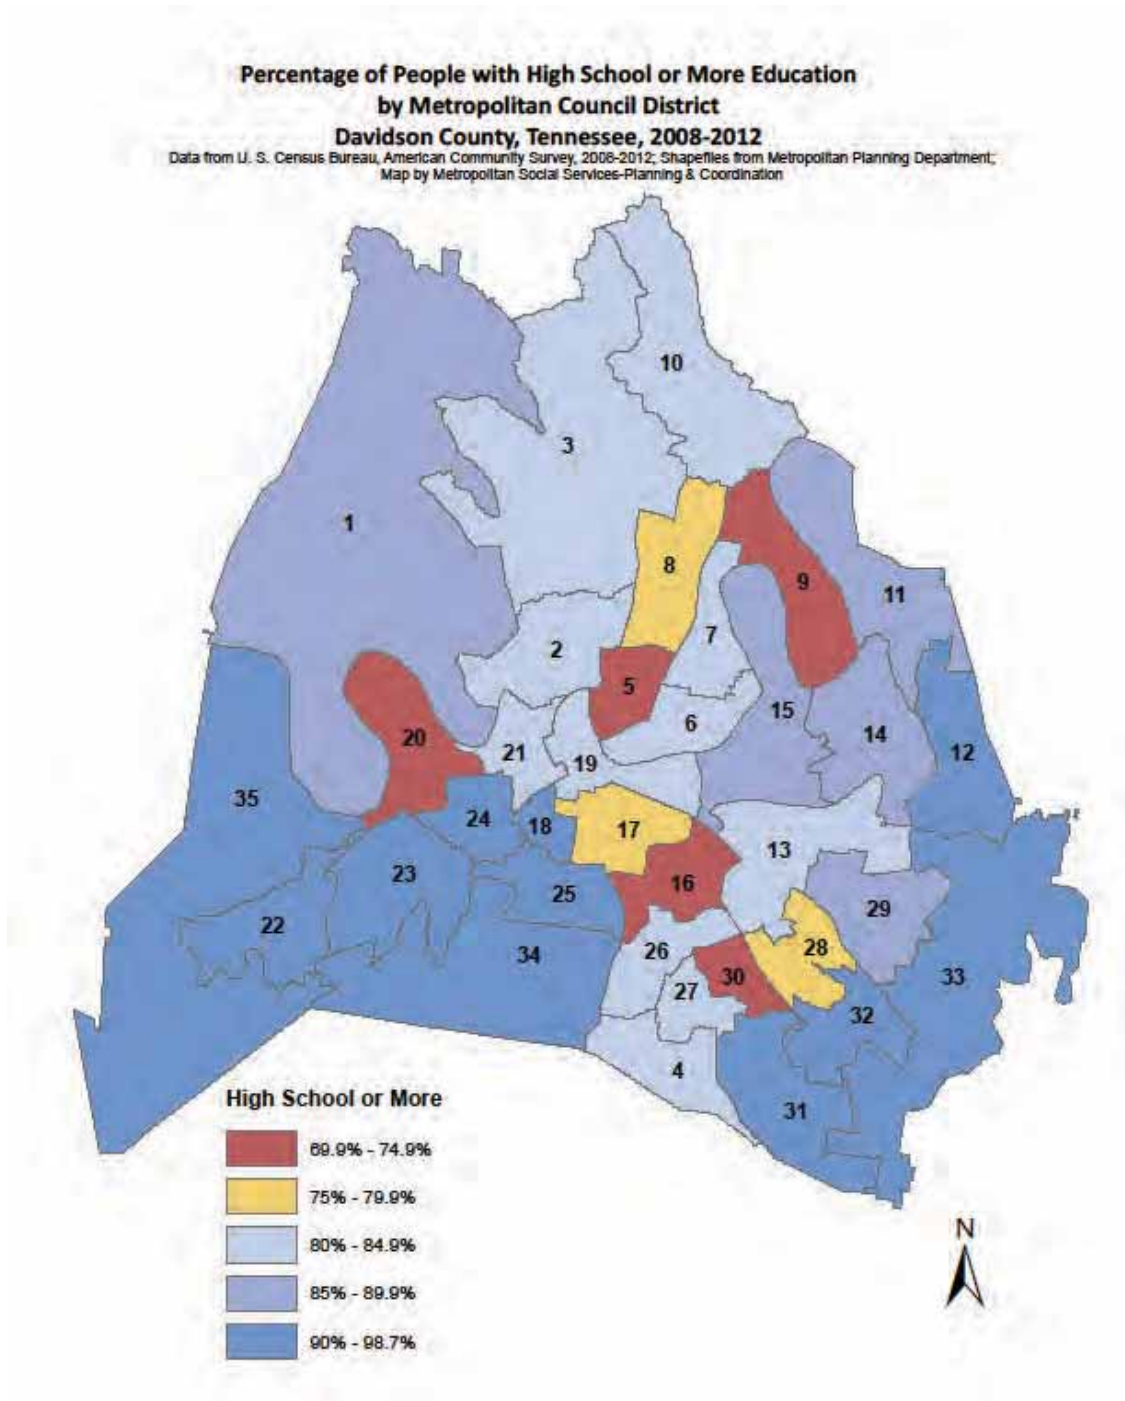 Percentage of People with High School or More Education
by Metropolitan Council District
Davidson County, Tennessee, 2008-2012
Data from U. S. Census Bureau, American Community Survey, 2008-2012; Shapefiles from Metropolitan Planning Department;
Map by Metropolitan Social Services-Planning & Coordination
10
3
1
8
9
11
7
2
5
6
15
14
20
21
19
12
35
24
18
17
13
23
16
25
29
22
26
28
34
30
33
27
32
4
31
High School or More
69.9% - 74.9%
75% - 79.9%
80% - 84.9%
85% - 89.9%
90% - 98.7%
N